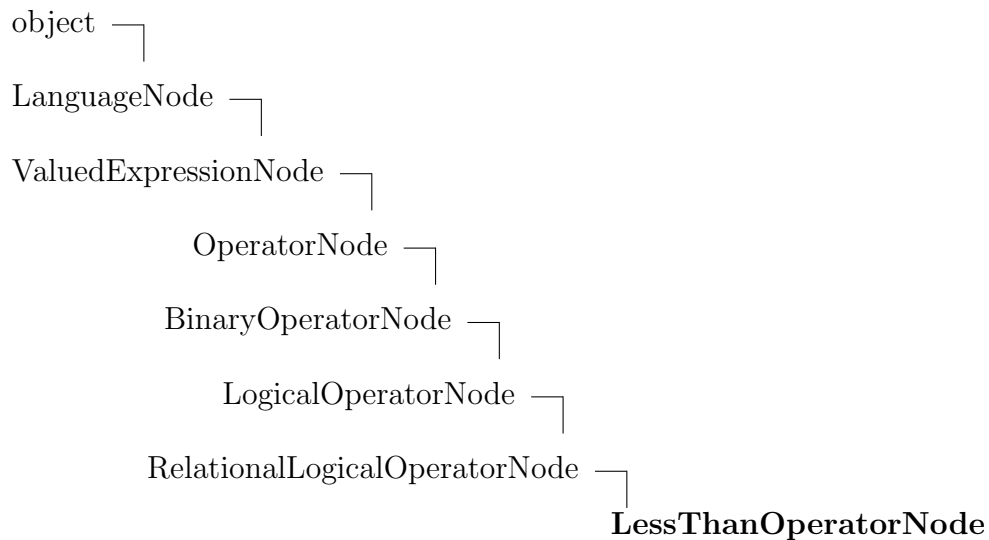 object
LanguageNode
ValuedExpressionNode
OperatorNode
BinaryOperatorNode
LogicalOperatorNode
RelationalLogicalOperatorNode
LessThanOperatorNode